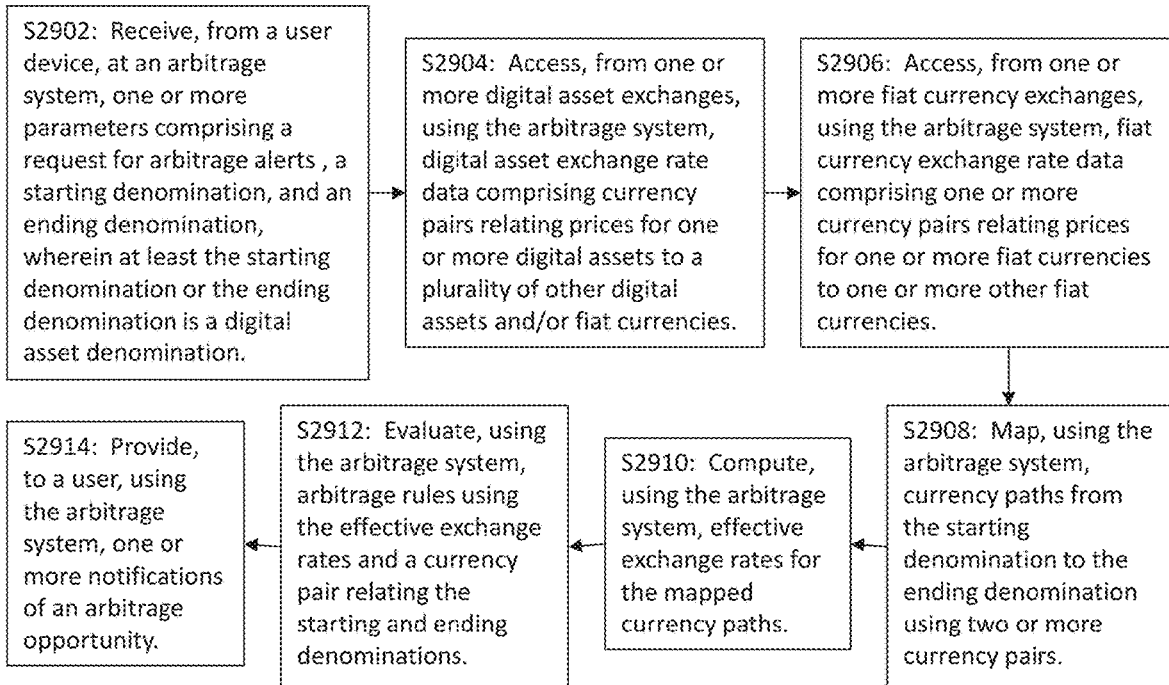 S2902: Receive, from a user
device, at an arbitrage
system, one or more
parameters comprising a
request for arbitrage alerts , a
starting denomination, and an
ending denomination,
wherein at least the starting
denomination or the ending
denomination is a digital
asset denomination.
S2904: Access, from one or
more digital asset exchanges,
using the arbitrage system,
digital asset exchange rate
data comprising currency
pairs relating prices for one
or more digital assets to a
plurality of other digital
assets and/or fiat currencies.
S2906: Access, from one or
more fiat currency exchanges,
using the arbitrage system, fiat
currency exchange rate data
comprising one or more
currency pairs relating prices
for one or more fiat currencies
to one or more other fiat
currencies.
S2908: Map, using the
arbitrage system,
currency paths from
the starting
denomination to the
ending denomination
using two or more
currency pairs.
S2910: Compute,
using the arbitrage
system, effective
exchange rates for
the mapped
currency paths.
S2912: Evaluate, using
the arbitrage system,
arbitrage rules using
the effective exchange
rates and a currency
pair relating the
starting and ending
denominations.
S2914: Provide,
to a user, using
the arbitrage
system, one or
more notifications
of an arbitrage
opportunity.